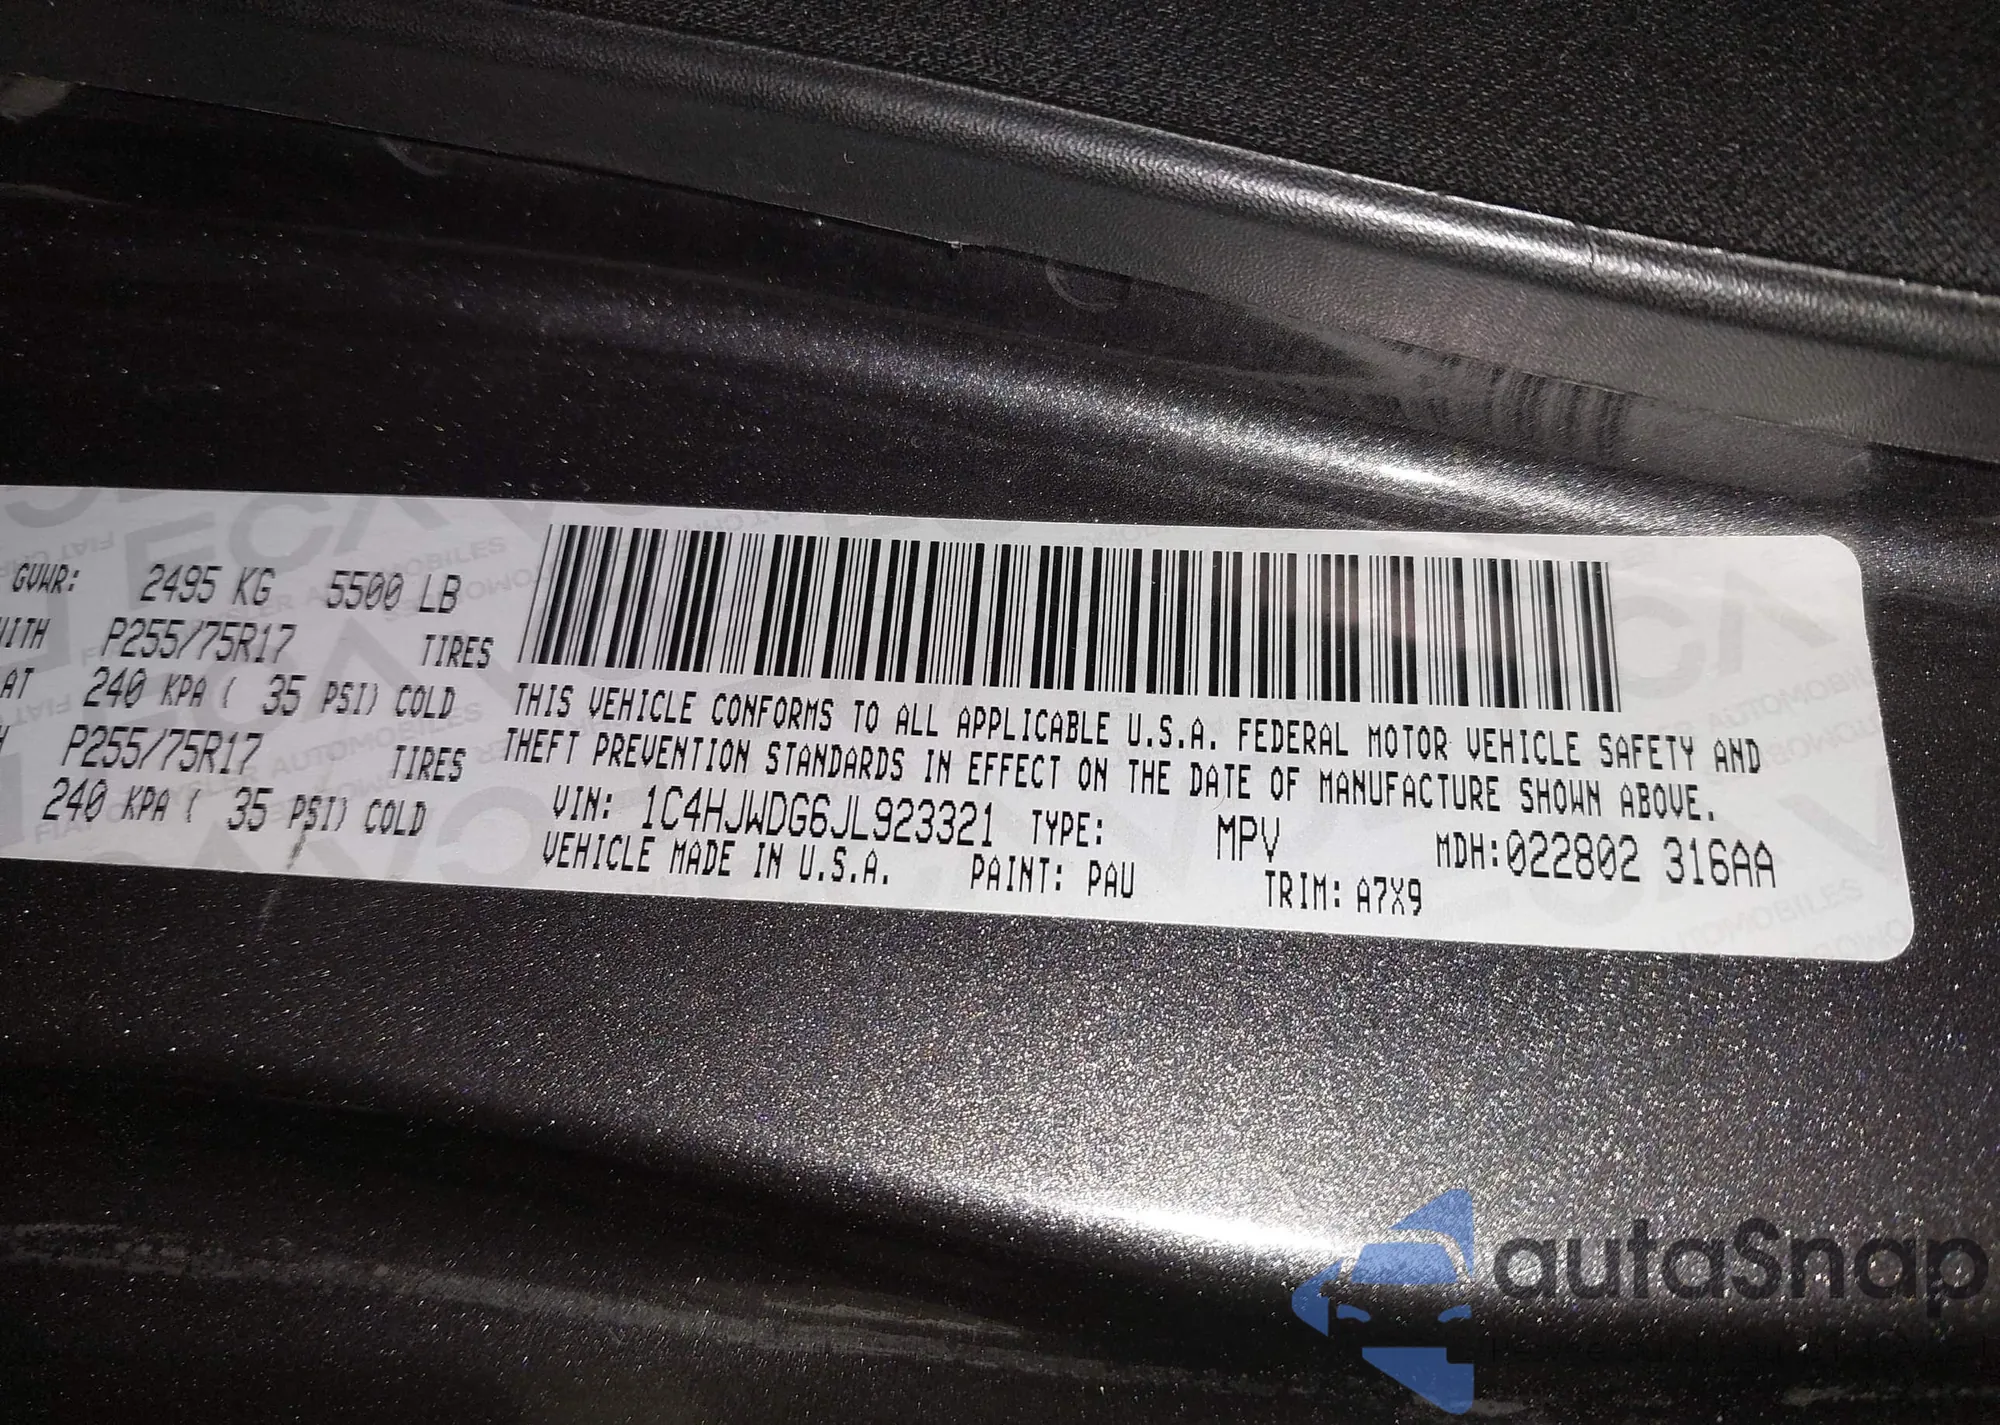 GVWR: 2495 KG 5500 LB
WITH P255/75R17 TIRES
AT 240 KPA ( 35 PSI) COLD
P255/75R17 TIRES
240 KPA ( 35 PSI) COLD
THIS VEHICLE CONFORMS TO ALL APPLICABLE U.S.A. FEDERAL MOTOR VEHICLE SAFETY AND
THEFT PREVENTION STANDARDS IN EFFECT ON THE DATE OF MANUFACTURE SHOWN ABOVE.
VIN: 1C4HJWDG6JL923321 TYPE: MPV MDH:022802 316AA
VEHICLE MADE IN U.S.A. PAINT: PAU TRIM: A7X9
autaSnap